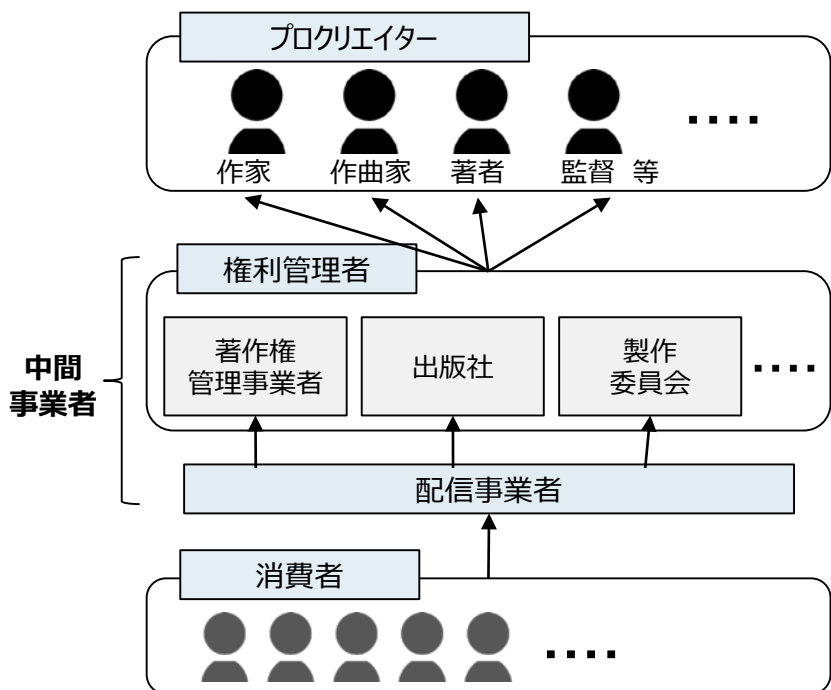 プロクリエイター
作家 作曲家 著者 監督 等
権利管理者
中間
事業者
著作権
管理事業者
出版社
製作
委員会
配信事業者
消費者